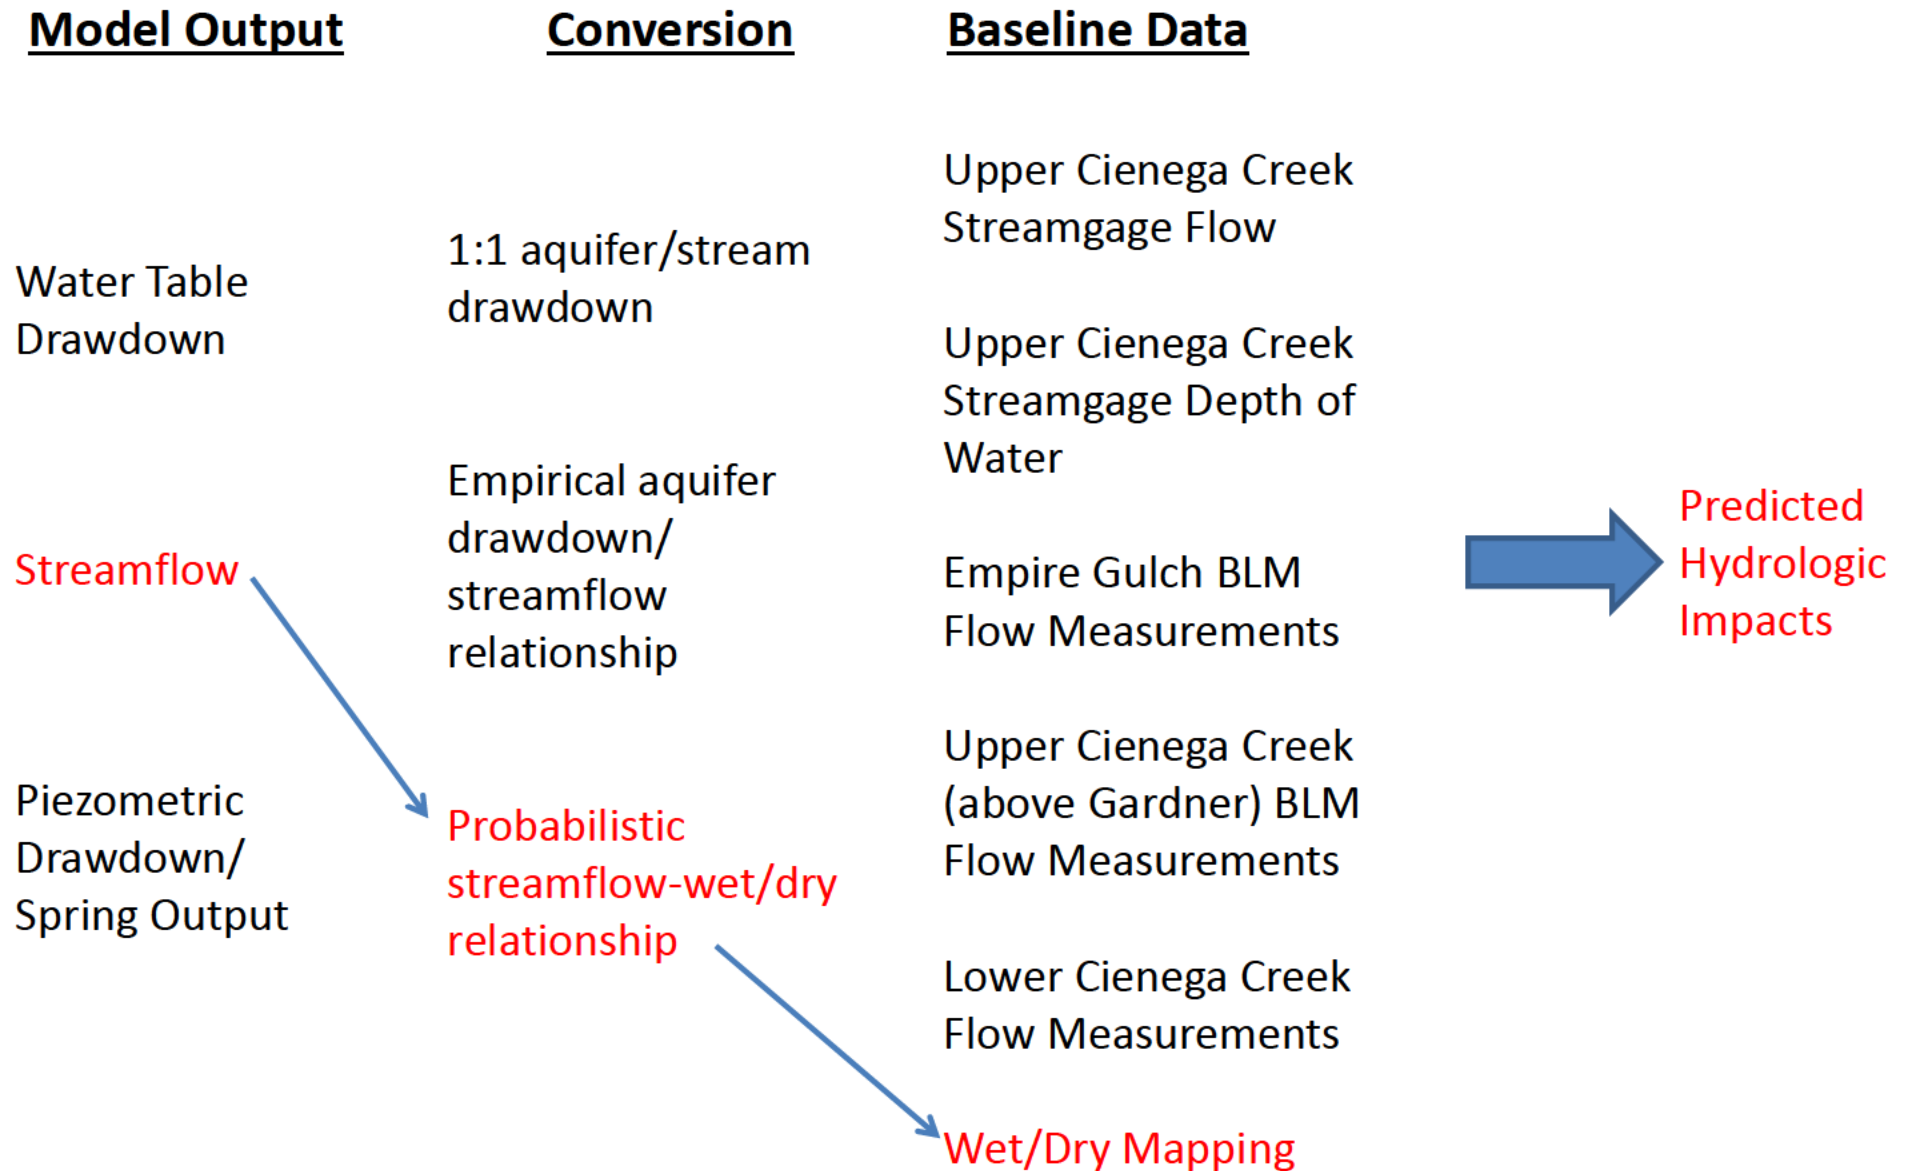 Model Output
Conversion
Baseline Data
Water Table
Drawdown
Streamflow
Piezometric
Drawdown/
Spring Output
1:1 aquifer/stream
drawdown
Empirical aquifer
drawdown/
streamflow
relationship
Probabilistic
streamflow-wet/dry
relationship
Upper Cienega Creek
Streamgage Flow
Upper Cienega Creek
Streamgage Depth of
Water
Empire Gulch BLM
Flow Measurements
Upper Cienega Creek
(above Gardner) BLM
Flow Measurements
Lower Cienega Creek
Flow Measurements
Wet/Dry Mapping
Predicted
Hydrologic
Impacts